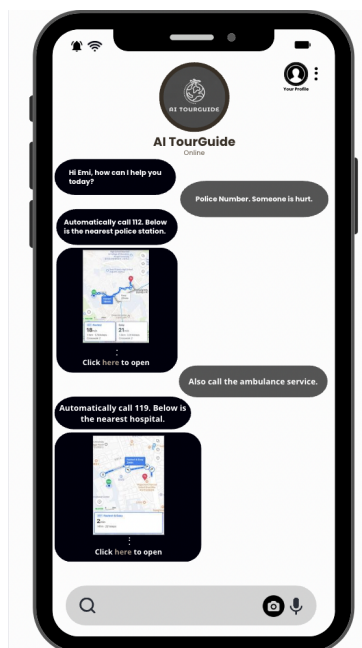 AI TOURGUIDE
Your Profile
AI TourGuide
Online
Hi Emi, how can I help you
today?
Police Number. Someone is hurt.
Automatically call 112. Below
is the nearest police station.
Click here to open
Also call the ambulance service.
Automatically call 119. Below is
the nearest hospital.
Click here to open